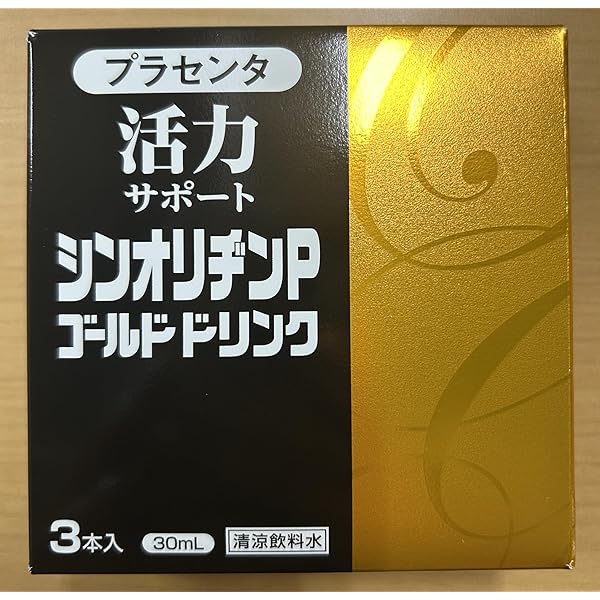 プラセンタ
活力
サポート
シンオリヂンP
ゴールドドリンク
3本入 30mL 清涼飲料水